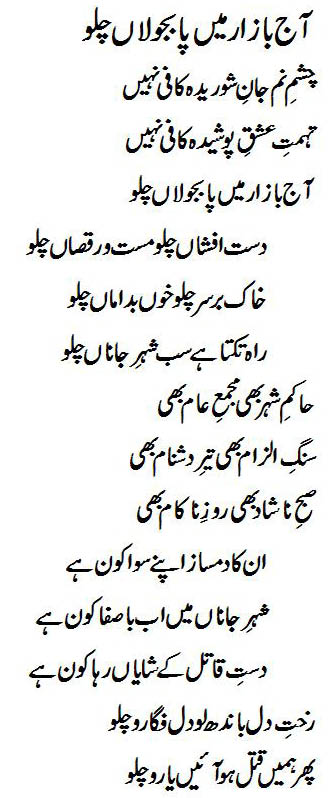 آج بازار میں پا بجولاں چلو
چشمِ نم جانِ شوریدہ کافی نہیں
تہمتِ عشقِ پوشیدہ کافی نہیں
آج بازار میں پا بجولاں چلو
دست افشاں چلو مست و رقصاں چلو
خاک بر سر چلو خوں بداماں چلو
راہ تکتا ہے سب شہرِ جاناں چلو
حاکمِ شہر بھی مجمعِ عام بھی
سنگِ الزام بھی تیرِ دشنام بھی
صبحِ ناشاد بھی روزِ ناکام بھی
ان کا دمساز اپنے سوا کون ہے
شہرِ جاناں میں اب باصفا کون ہے
دستِ قاتل کے شایاں رہا کون ہے
رختِ دل باندھ لو دل فگارو چلو
پھر ہمیں قتل ہو آئیں یارو چلو